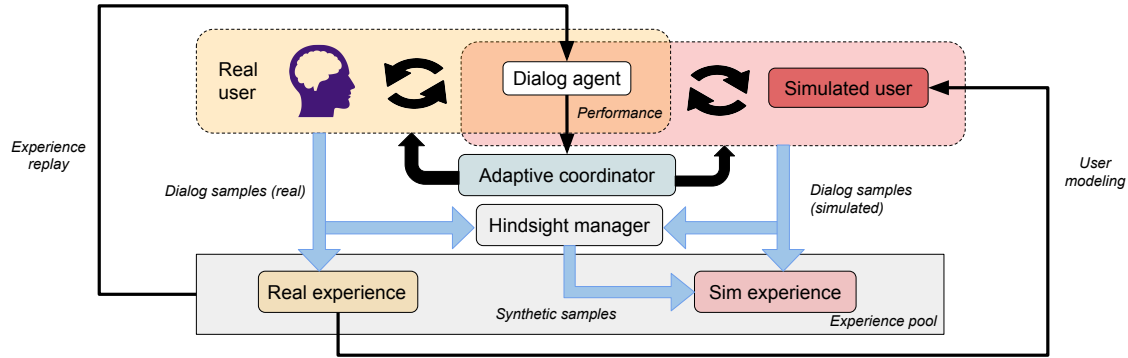 Real
user
Dialog agent
Simulated user
Performance
Experience
replay
Adaptive coordinator
User
modeling
Dialog samples (real)
Dialog samples
(simulated)
Hindsight manager
Real experience
Sim experience
Synthetic samples
Experience pool